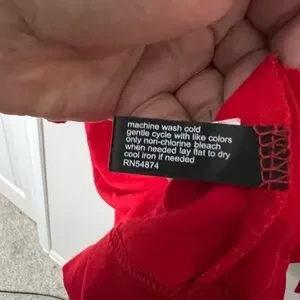 machine wash cold
gentle cycle with like colors
only non-chlorine bleach
when needed lay flat to dry
cool iron if needed
RN54874